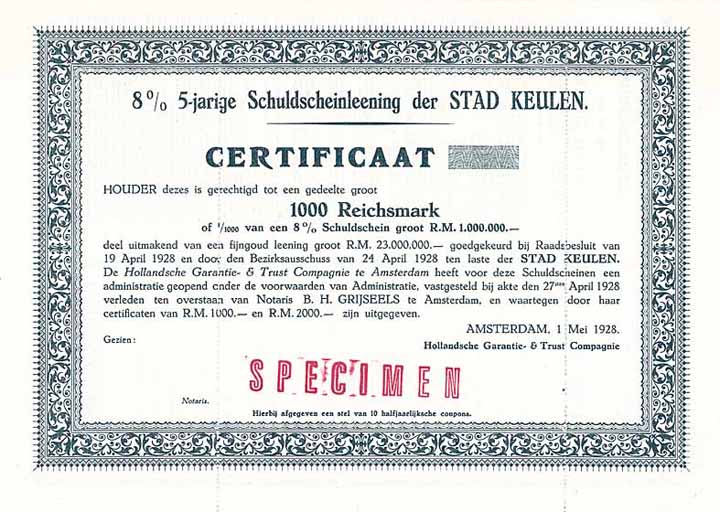 8% 5-jarige Schuldscheinleening der STAD KEULEN.
CERTIFICAAT
HOUDER dezes is gerechtigd tot een gedeelte groot
1000 Reichsmark
of 1/1000 van een 8% Schuldschein groot R.M. 1.000.000.—
deel uitmakend van een fijngoud leening groot R.M. 23.000.000.— goedgekeurd bij Raadsbesluit van
19 April 1928 en door den Bezirksausschuss van 24 April 1928 ten laste der STAD KEULEN.
De Hollandsche Garantie- & Trust Compagnie te Amsterdam heeft voor deze Schuldscheinen een
administratie geopend onder de voorwaarden van Administratie, vastgesteld bij akte den 27sten April 1928
verleden ten overstaan van Notaris B. H. GRIJSEELS te Amsterdam, en waartegen door haar
certificaten van R.M. 1000.— en R.M. 2000.— zijn uitgegeven.
AMSTERDAM, 1 Mei 1928.
Gezien:
Hollandsche Garantie- & Trust Compagnie
SPECIMEN
Notaris.
Hierbij afgegeven een stel van 10 halfjaarlijksche coupons.